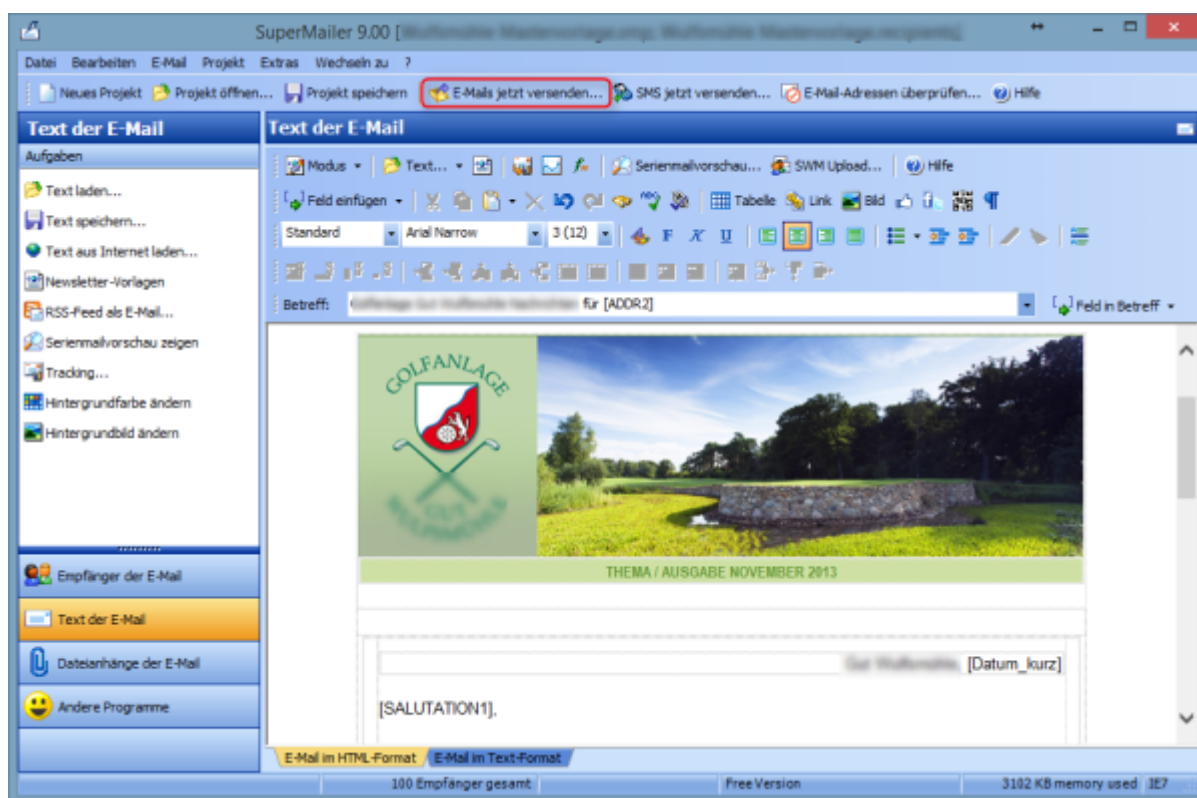 SuperMailer 9.00 [
Datei Bearbeiten E-Mail Projekt Extras Wechseln zu ?
Neues Projekt Projekt öffnen... Projekt speichern E-Mails jetzt versenden... SMS jetzt versenden... E-Mail-Adressen überprüfen... Hilfe
Text der E-Mail
Aufgaben
Text laden...
Text speichern...
Text aus Internet laden...
Newsletter-Vorlagen
RSS-Feed als E-Mail...
Serienmailvorschau zeigen
Tracking...
Hintergrundfarbe ändern
Hintergrundbild ändern
Empfänger der E-Mail
Text der E-Mail
Dateianhänge der E-Mail
Andere Programme
Text der E-Mail
Modus Text... Serienmailvorschau... SWM Upload... Hilfe
Feld einfügen Tabelle Link Bild
Standard Arial Narrow 3 (12) F K U
Betreff: für [ADDR2] Feld in Betreff
GOLFANLAGE
GUT
THEMA / AUSGABE NOVEMBER 2013
[Datum_kurz]
[SALUTATION1],
E-Mail im HTML-Format E-Mail im Text-Format
100 Empfänger gesamt Free Version 3102 KB memory used IE7